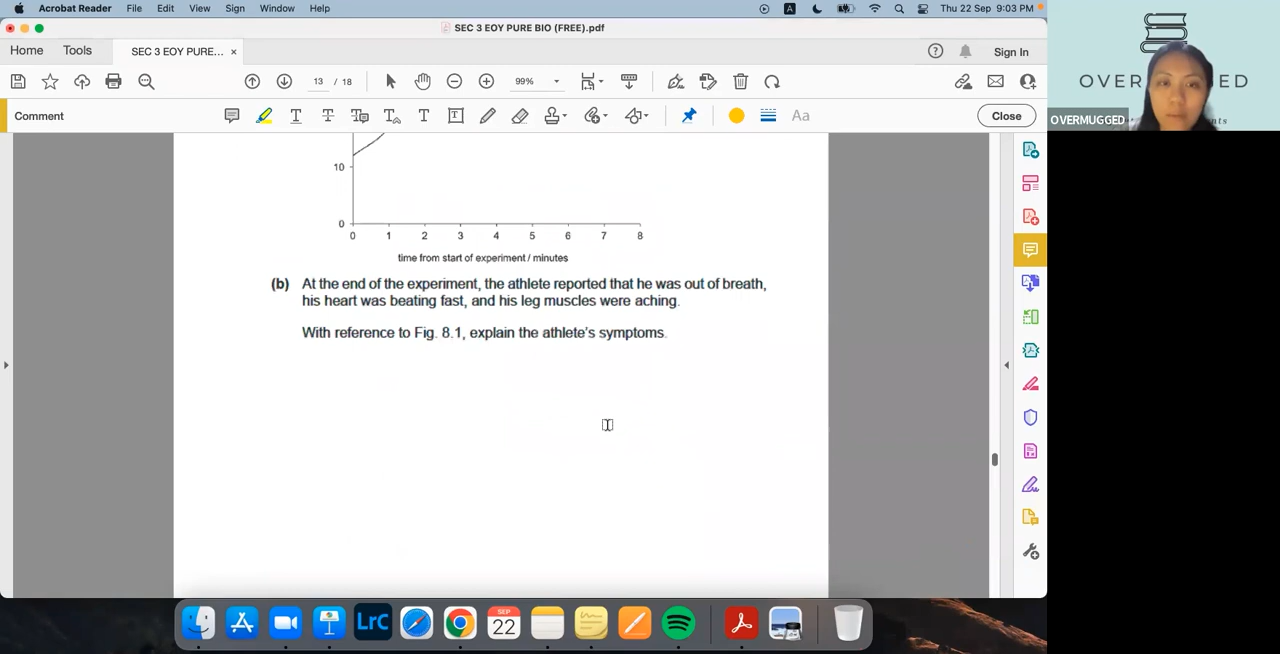 Acrobat Reader File Edit View Sign Window Help
A
Thu 22 Sep 9:03 PM
SEC 3 EOY PURE BIO (FREE).pdf
Home Tools SEC 3 EOY PURE... × Sign In
13 / 18 99%
Comment Aa Close
10
0
0 1 2 3 4 5 6 7 8
time from start of experiment / minutes
(b) At the end of the experiment, the athlete reported that he was out of breath,
his heart was beating fast, and his leg muscles were aching.
With reference to Fig. 8.1, explain the athlete's symptoms.
OVERMUGGED
LrC
SEP
22